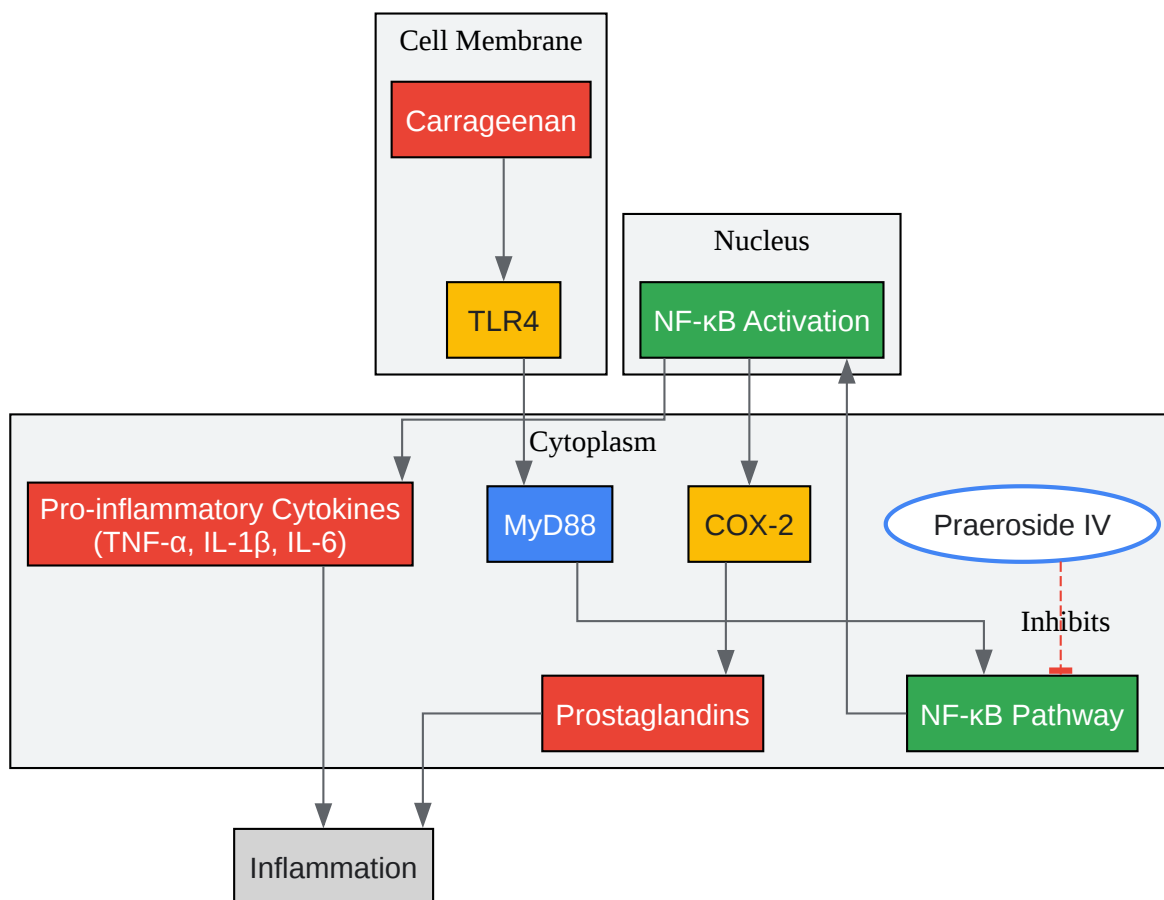 Cell Membrane
Carrageenan
Nucleus
TLR4
NF-κB Activation
Cytoplasm
Pro-inflammatory Cytokines
(TNF-α, IL-1β, IL-6)
MyD88
COX-2
Praeroside IV
Inhibits
Prostaglandins
NF-κB Pathway
Inflammation